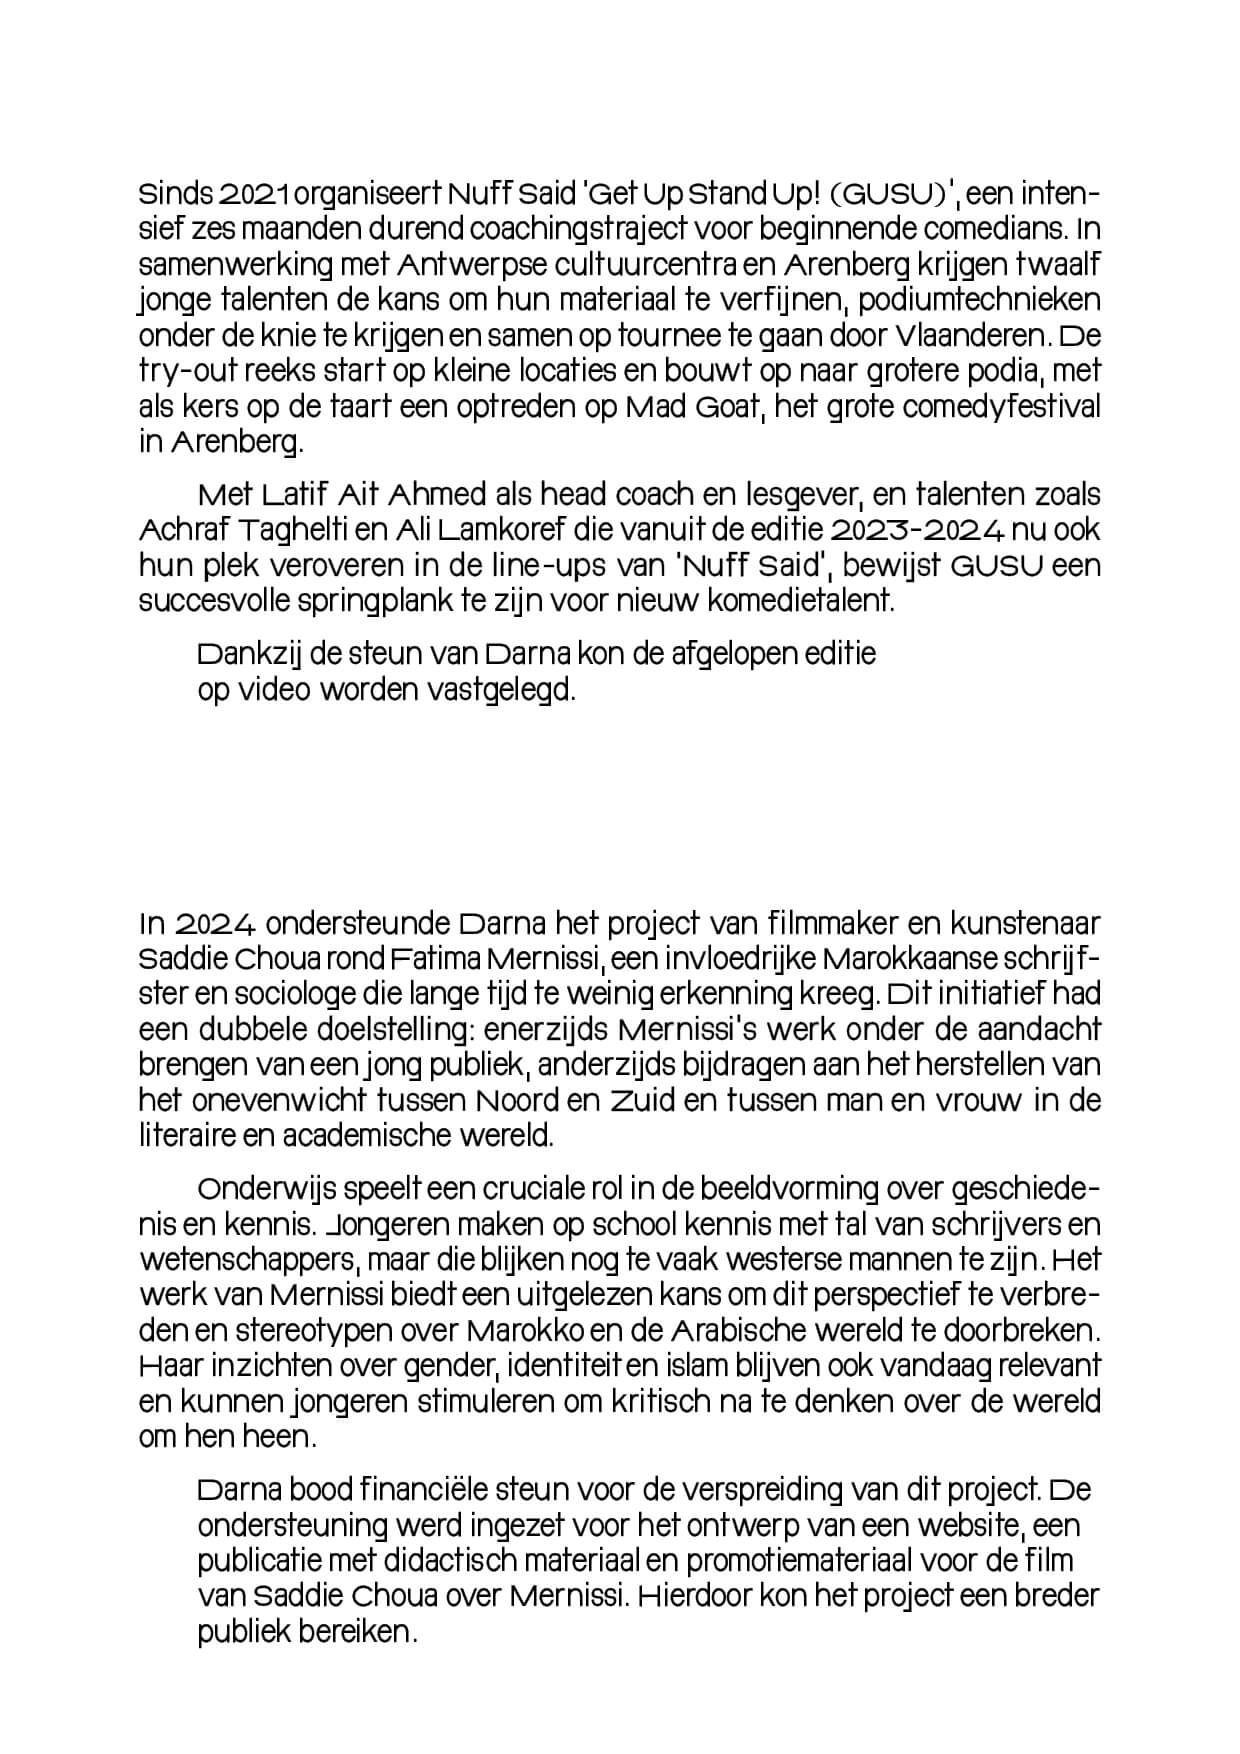 Sinds 2021 organiseert Nuff Said 'Get Up Stand Up! (GUSU)', een inten-
sief zes maanden durend coachingstraject voor beginnende comedians. In
samenwerking met Antwerpse cultuurcentra en Arenberg krijgen twaalf
jonge talenten de kans om hun materiaal te verfijnen, podiumtechnieken
onder de knie te krijgen en samen op tournee te gaan door Vlaanderen. De
try-out reeks start op kleine locaties en bouwt op naar grotere podia, met
als kers op de taart een optreden op Mad Goat, het grote comedyfestival
in Arenberg.
Met Latif Ait Ahmed als head coach en lesgever, en talenten zoals
Achraf Taghelti en Ali Lamkoref die vanuit de editie 2023-2024 nu ook
hun plek veroveren in de line-ups van 'Nuff Said', bewijst GUSU een
succesvolle springplank te zijn voor nieuw komedietalent.
Dankzij de steun van Darna kon de afgelopen editie
op video worden vastgelegd.
In 2024 ondersteunde Darna het project van filmmaker en kunstenaar
Saddie Choua rond Fatima Mernissi, een invloedrijke Marokkaanse schrijf-
ster en sociologe die lange tijd te weinig erkenning kreeg. Dit initiatief had
een dubbele doelstelling: enerzijds Mernissi's werk onder de aandacht
brengen van een jong publiek, anderzijds bijdragen aan het herstellen van
het onevenwicht tussen Noord en Zuid en tussen man en vrouw in de
literaire en academische wereld.
Onderwijs speelt een cruciale rol in de beeldvorming over geschiede-
nis en kennis. Jongeren maken op school kennis met tal van schrijvers en
wetenschappers, maar die blijken nog te vaak westerse mannen te zijn. Het
werk van Mernissi biedt een uitgelezen kans om dit perspectief te verbre-
den en stereotypen over Marokko en de Arabische wereld te doorbreken.
Haar inzichten over gender, identiteit en islam blijven ook vandaag relevant
en kunnen jongeren stimuleren om kritisch na te denken over de wereld
om hen heen.
Darna bood financiële steun voor de verspreiding van dit project. De
ondersteuning werd ingezet voor het ontwerp van een website, een
publicatie met didactisch materiaal en promotiemateriaal voor de film
van Saddie Choua over Mernissi. Hierdoor kon het project een breder
publiek bereiken.